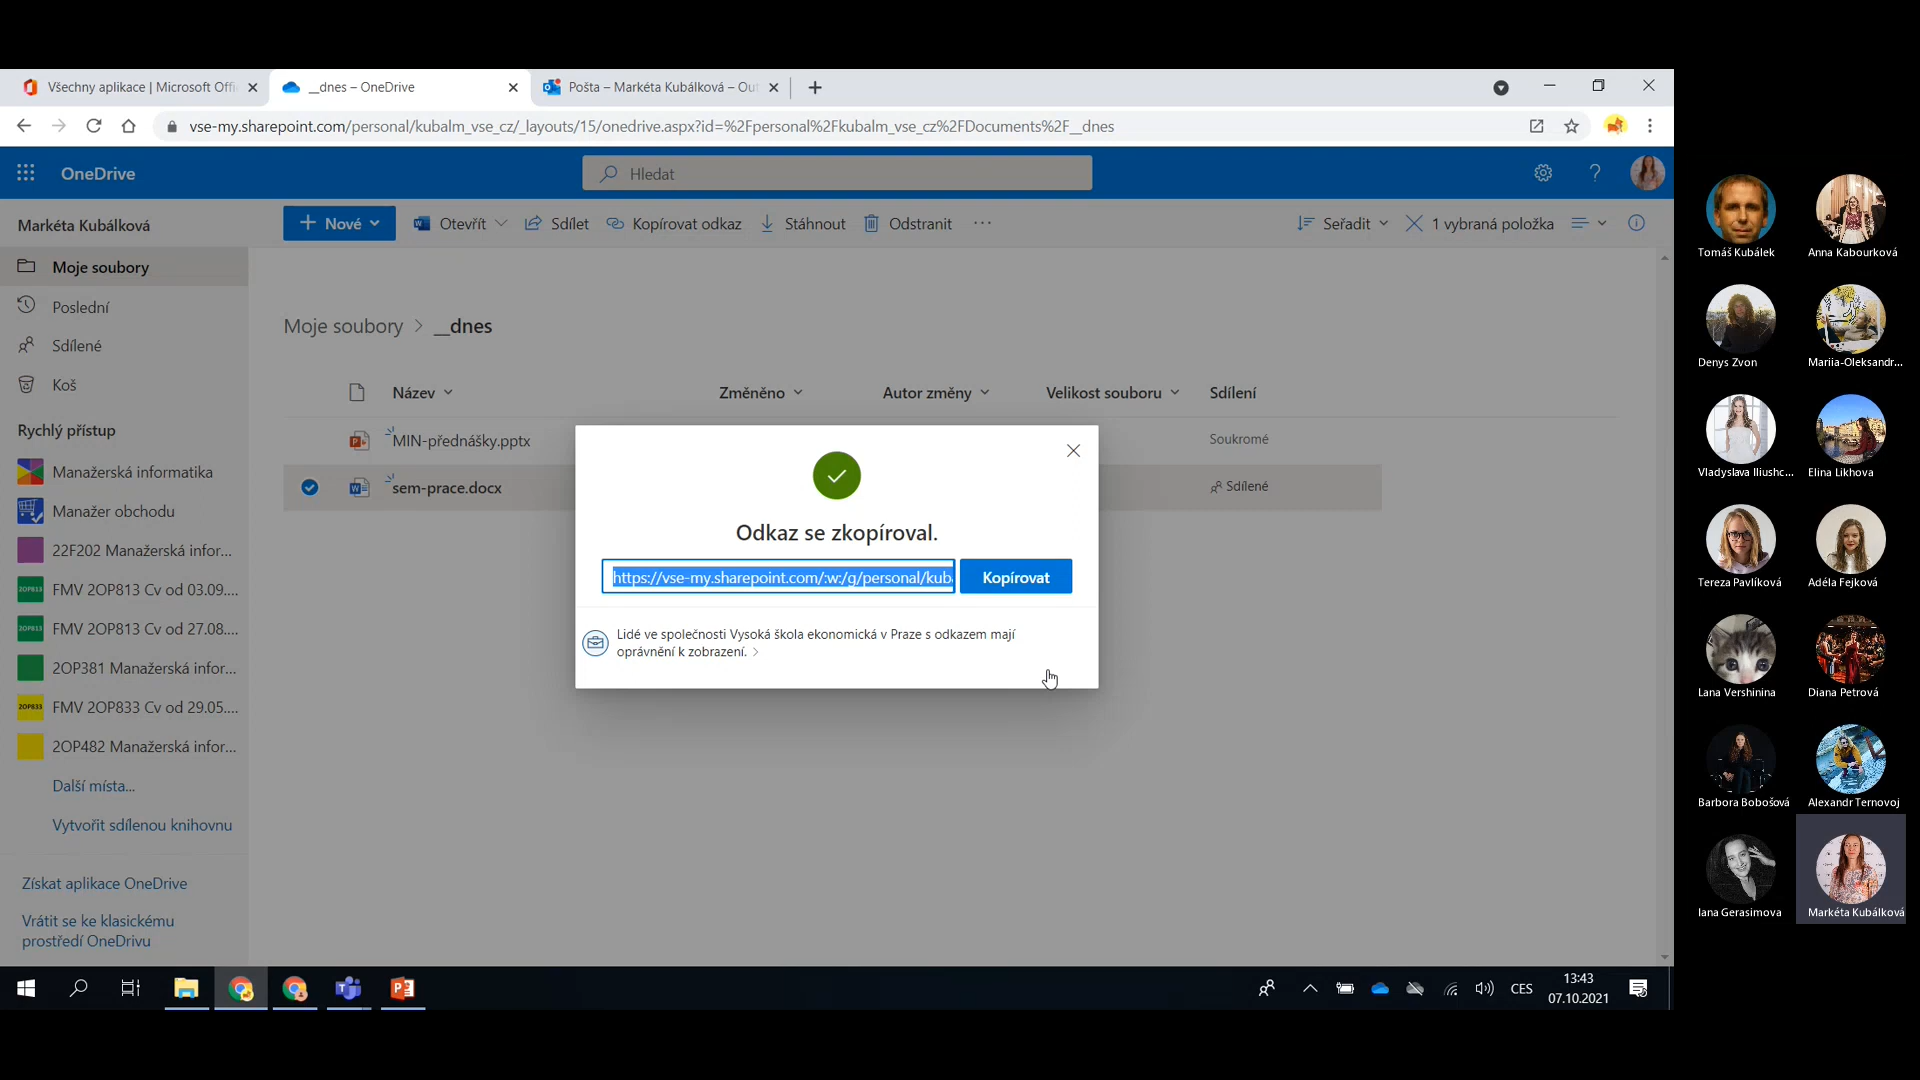 Všechny aplikace | Microsoft Offi
__dnes – OneDrive
Pošta – Markéta Kubálková – Out
vse-my.sharepoint.com/personal/kubalm_vse_cz/_layouts/15/onedrive.aspx?id=%2Fpersonal%2Fkubalm_vse_cz%2FDocuments%2F__dnes
OneDrive
Hledat
Markéta Kubálková
Nové
Otevřít
Sdílet
Kopírovat odkaz
Stáhnout
Odstranit
Seřadit
1 vybraná položka
Moje soubory
Poslední
Sdílené
Koš
Rychlý přístup
Manažerská informatika
Manažer obchodu
22F202 Manažerská infor...
2OP813
FMV 2OP813 Cv od 03.09....
2OP813
FMV 2OP813 Cv od 27.08....
2OP381 Manažerská infor...
2OP833
FMV 2OP833 Cv od 29.05....
2OP482 Manažerská infor...
Další místa...
Vytvořit sdílenou knihovnu
Získat aplikace OneDrive
Vrátit se ke klasickému
prostředí OneDrivu
Moje soubory > __dnes
Název
Změněno
Autor změny
Velikost souboru
Sdílení
MIN-přednášky.pptx
Soukromé
sem-prace.docx
Sdílené
Odkaz se zkopíroval.
https://vse-my.sharepoint.com/:w:/g/personal/kub
Kopírovat
Lidé ve společnosti Vysoká škola ekonomická v Praze s odkazem mají
oprávnění k zobrazení. >
CES
13:43
07.10.2021
Tomáš Kubálek
Anna Kabourková
Denys Zvon
Mariia-Oleksandr...
Vladyslava Iliushc...
Elina Likhova
Tereza Pavlíková
Adéla Fejková
Lana Vershinina
Diana Petrová
Barbora Bobošová
Alexandr Ternovoj
Iana Gerasimova
Markéta Kubálková